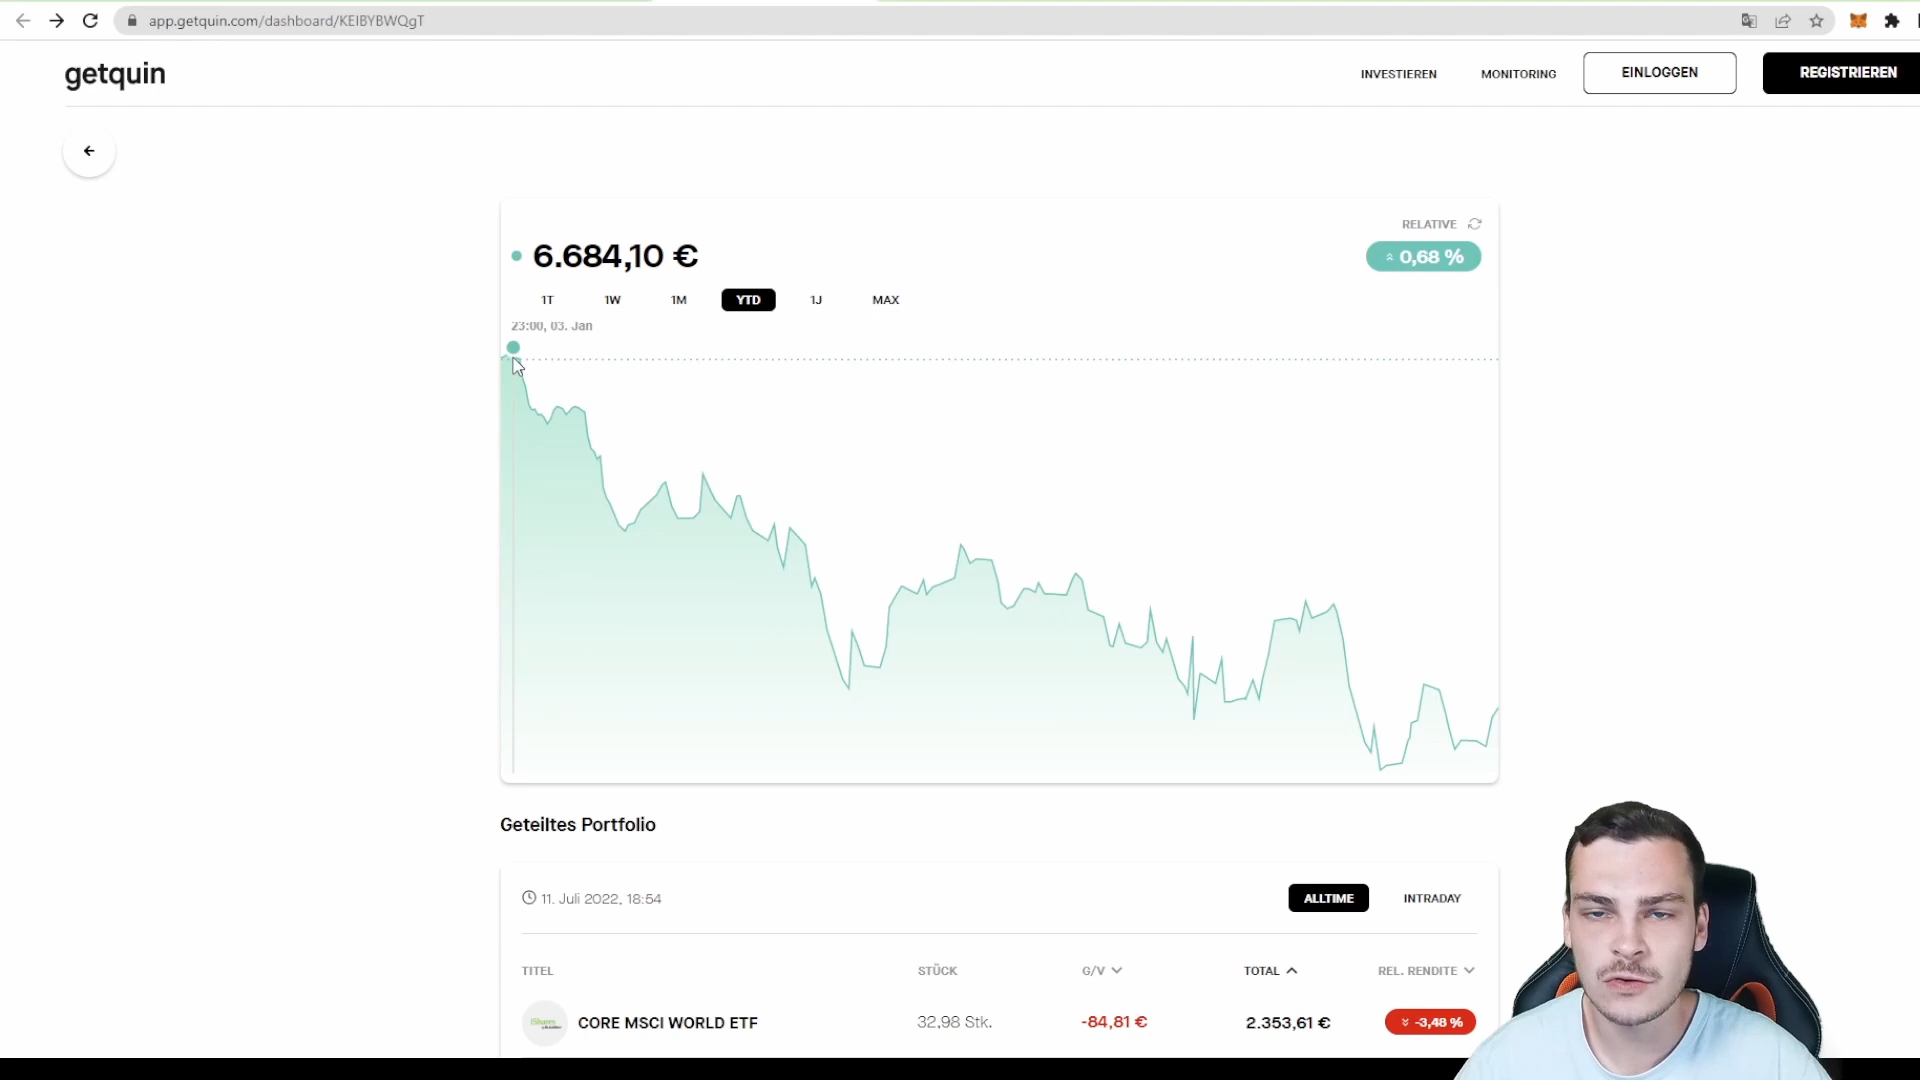 app.getquin.com/dashboard/KEIBYBWQgT
getquin
INVESTIEREN
MONITORING
EINLOGGEN
REGISTRIEREN
RELATIVE
6.684,10 €
0,68 %
1T
1W
1M
YTD
1J
MAX
23:00, 03. Jan
Geteiltes Portfolio
11. Juli 2022, 18:54
ALLTIME
INTRADAY
TITEL
STÜCK
G/V
TOTAL
REL. RENDITE
iShares
CORE MSCI WORLD ETF
32,98 Stk.
-84,81 €
2.353,61 €
-3,48 %